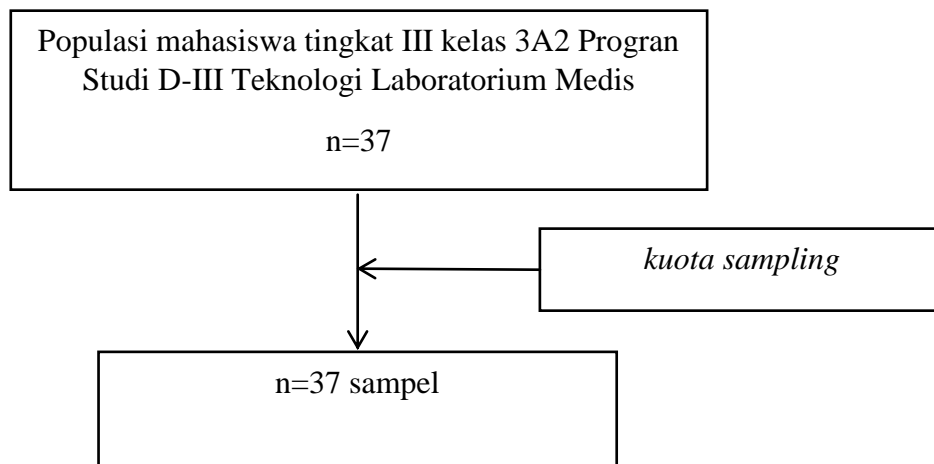 Populasi mahasiswa tingkat III kelas 3A2 Progran
Studi D-III Teknologi Laboratorium Medis
n=37
kuota sampling
n=37 sampel